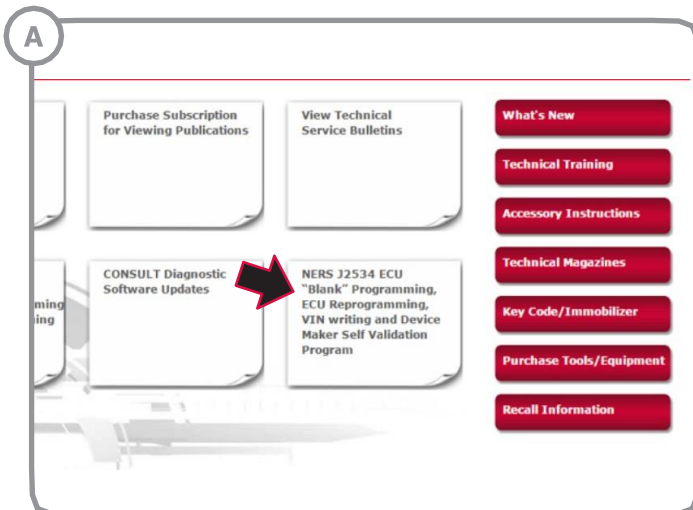 A
Purchase Subscription
for Viewing Publications
View Technical
Service Bulletins
CONSULT Diagnostic
Software Updates
NERS J2534 ECU
"Blank" Programming,
ECU Reprogramming,
VIN writing and Device
Maker Self Validation
Program
What's New
Technical Training
Accessory Instructions
Technical Magazines
Key Code/Immobilizer
Purchase Tools/Equipment
Recall Information